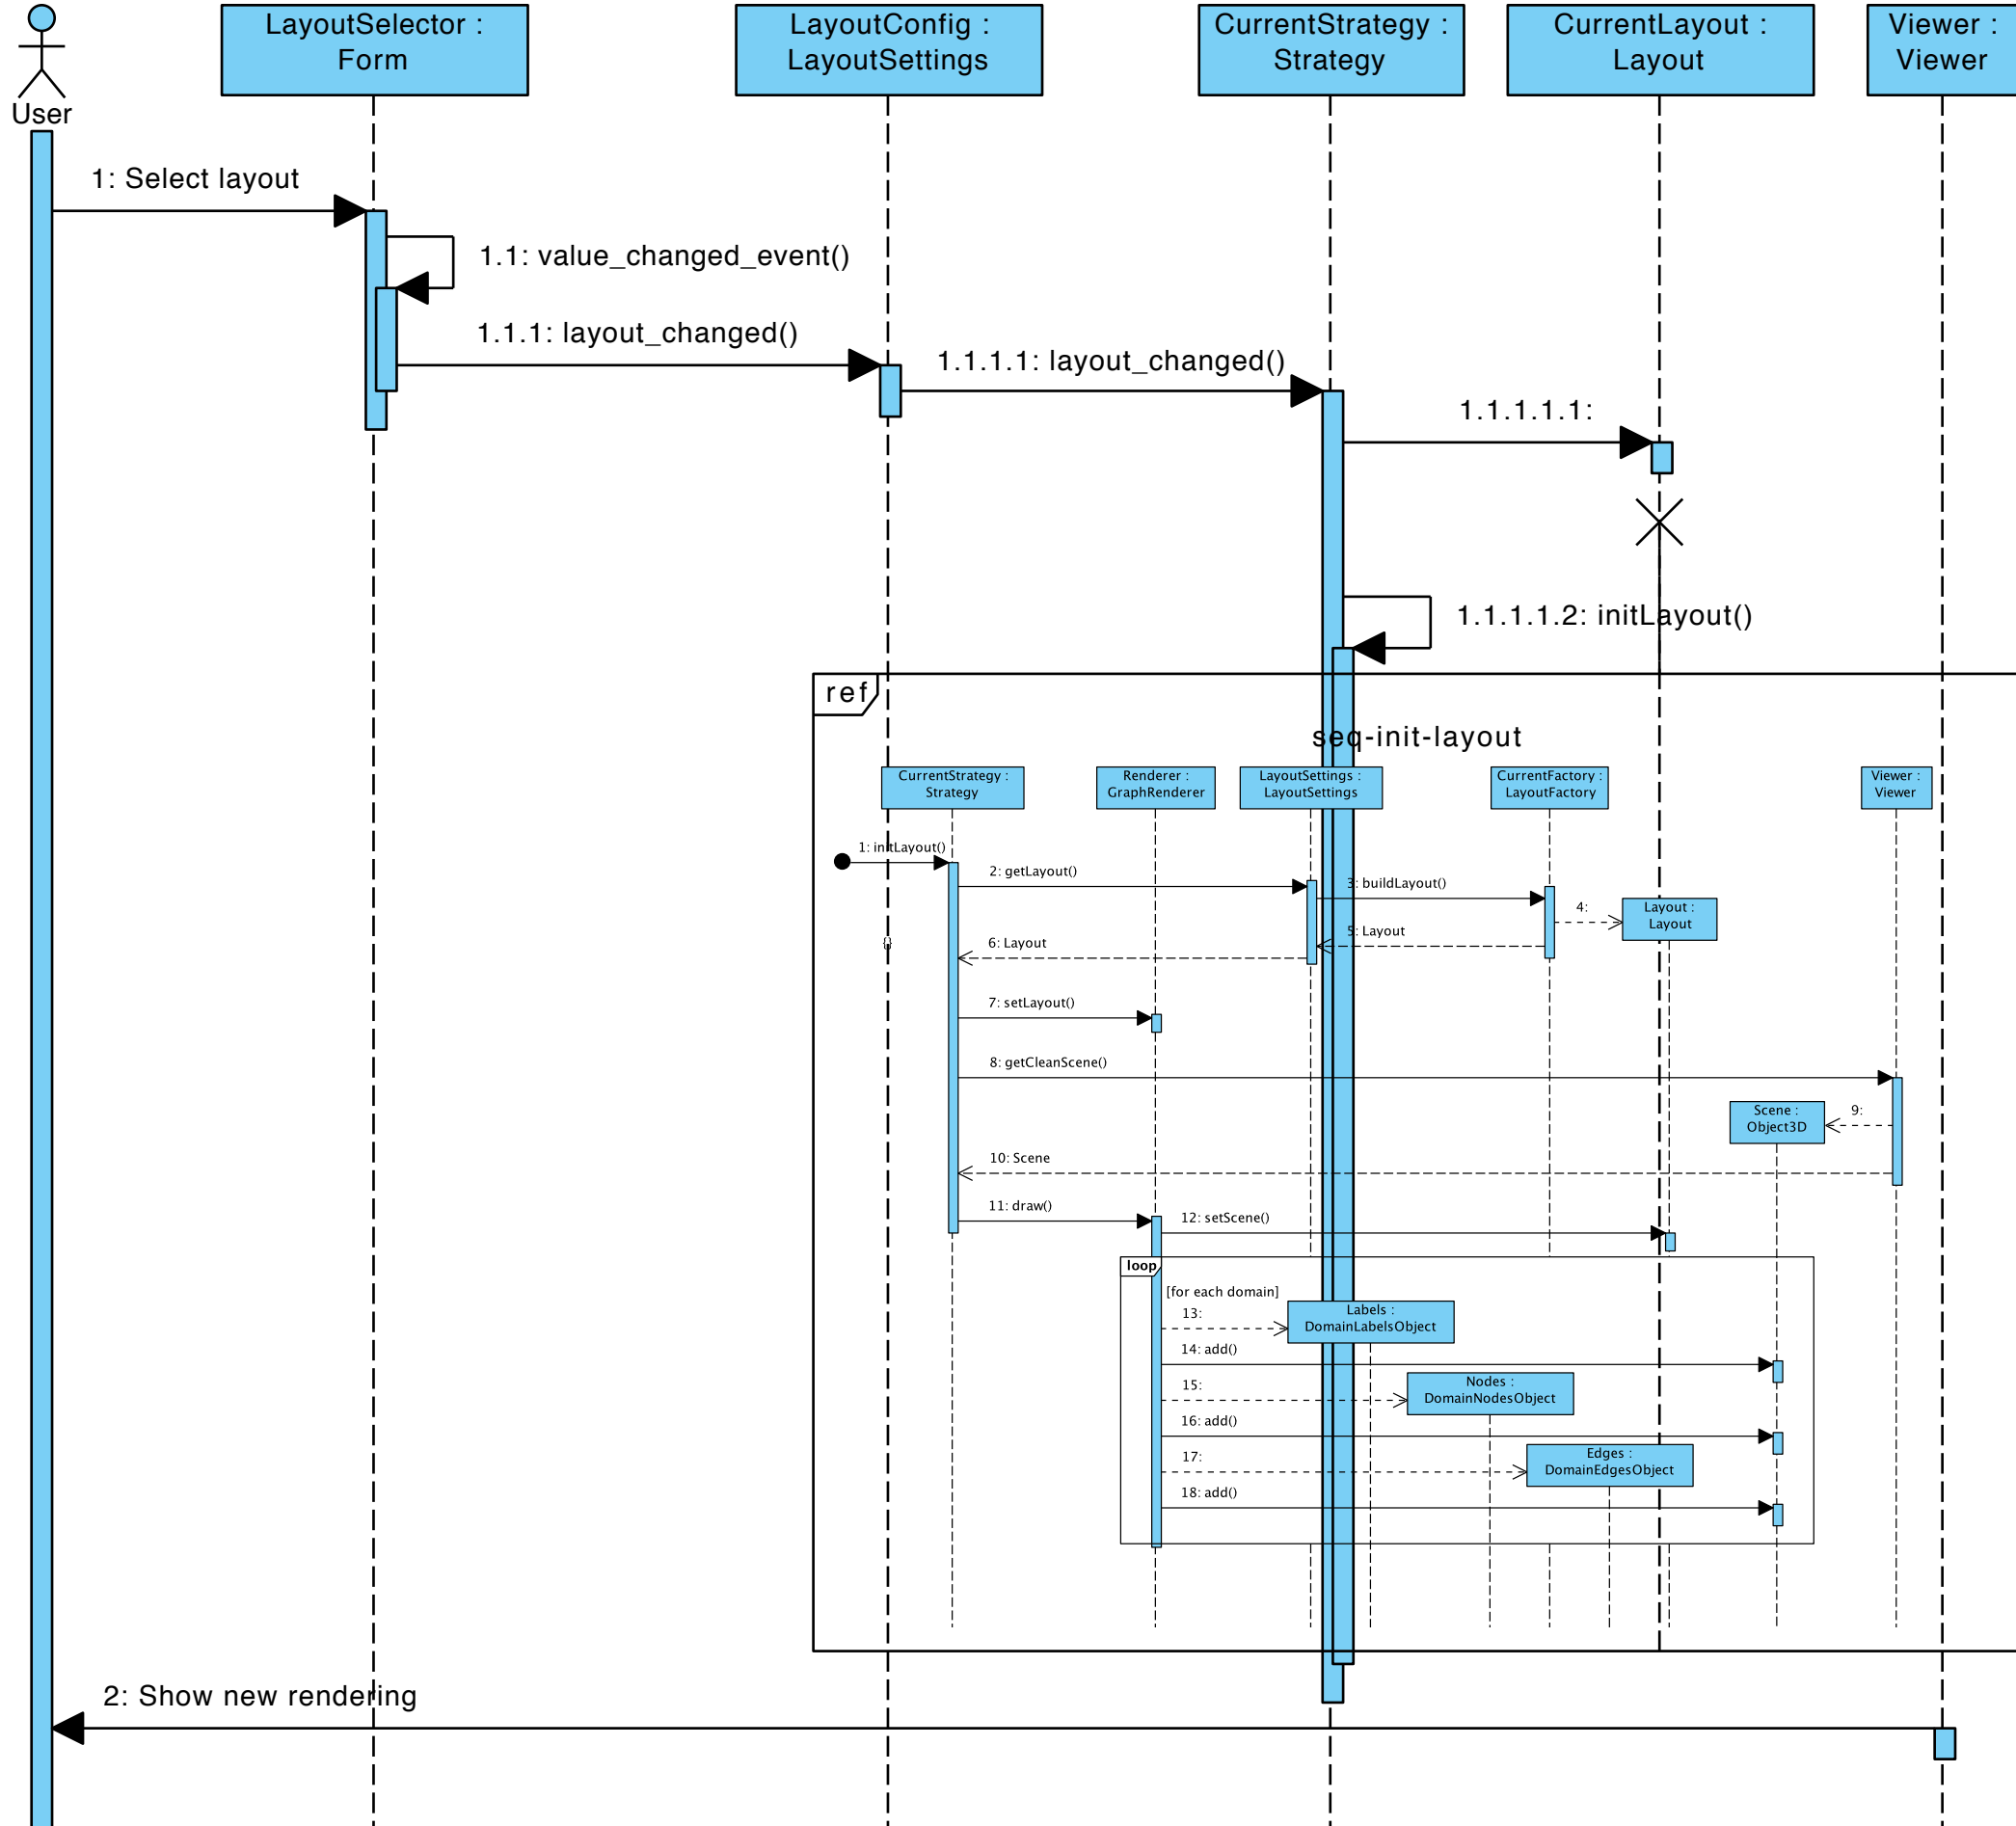 LayoutSelector :
Form
LayoutConfig :
LayoutSettings
CurrentStrategy :
Strategy
CurrentLayout :
Layout
Viewer :
Viewer
User
1: Select layout
1.1: value_changed_event()
1.1.1: layout_changed()
1.1.1.1: layout_changed()
1.1.1.1.1:
1.1.1.1.2: initLayout()
ref
seq-init-layout
CurrentStrategy :
Strategy
Renderer :
GraphRenderer
LayoutSettings :
LayoutSettings
CurrentFactory :
LayoutFactory
Viewer :
Viewer
1: initLayout()
2: getLayout()
3: buildLayout()
4:
Layout :
Layout
5: Layout
6: Layout
{}
7: setLayout()
8: getCleanScene()
9:
Scene :
Object3D
10: Scene
11: draw()
12: setScene()
loop
[for each domain]
13:
Labels :
DomainLabelsObject
14: add()
15:
Nodes :
DomainNodesObject
16: add()
17:
Edges :
DomainEdgesObject
18: add()
2: Show new rendering